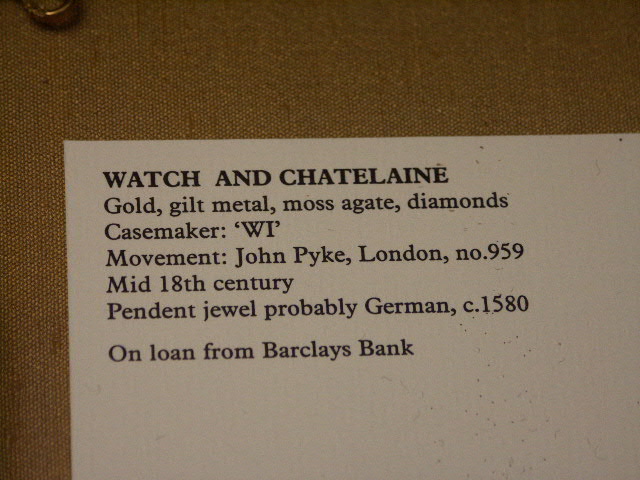 WATCH AND CHATELAINE
Gold, gilt metal, moss agate, diamonds
Casemaker: ‘WI’
Movement: John Pyke, London, no.959
Mid 18th century
Pendent jewel probably German, c.1580
On loan from Barclays Bank